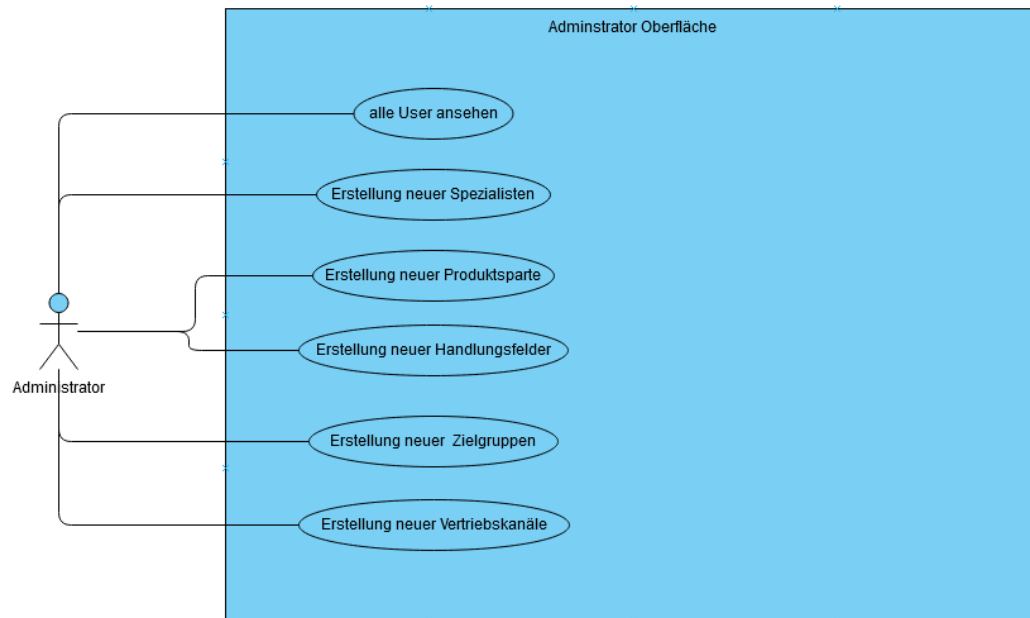 Adminstrator Oberfläche
alle User ansehen
Erstellung neuer Spezialisten
Erstellung neuer Produktsparte
Erstellung neuer Handlungsfelder
Administrator
Erstellung neuer Zielgruppen
Erstellung neuer Vertriebskanäle